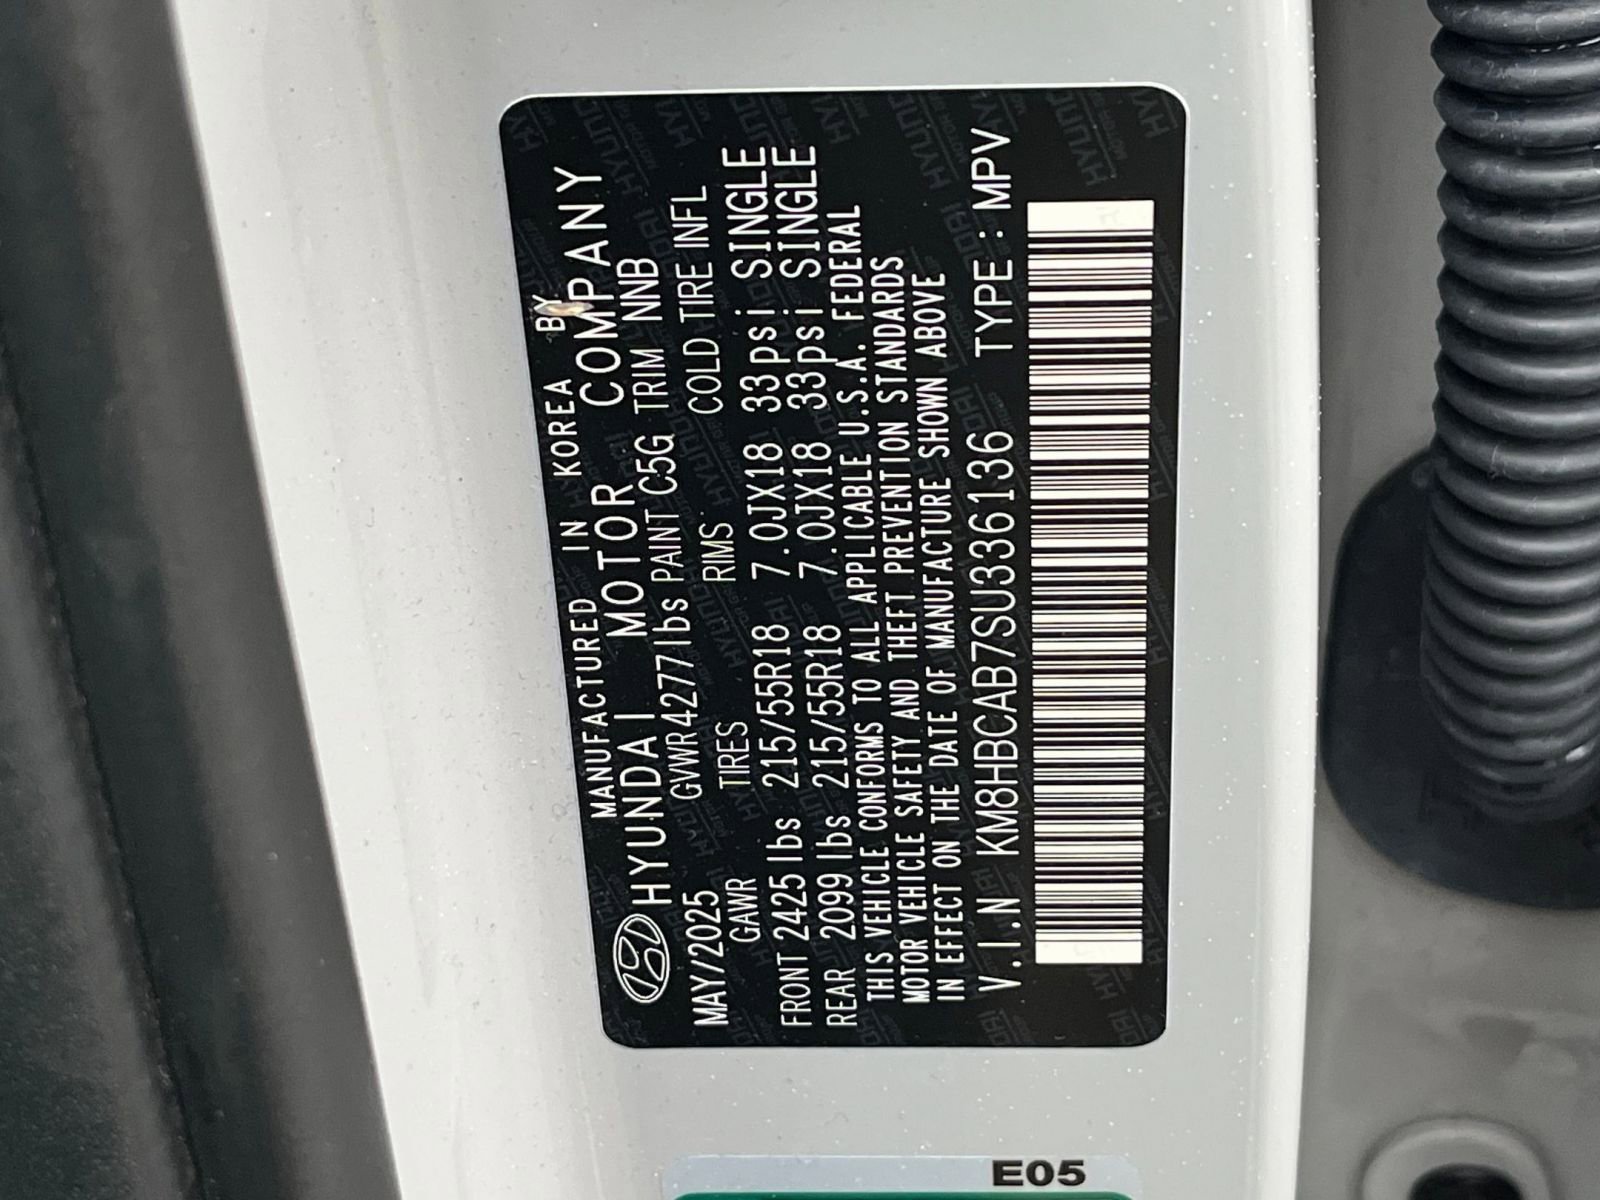 MANUFACTURED IN KOREA BY
HYUNDAI MOTOR COMPANY
MAY/2025 GVWR 4277lbs PAINT C5G TRIM NNB
GAWR TIRES RIMS COLD TIRE INFL
FRONT 2425 lbs 215/55R18 7.0JX18 33psi SINGLE
REAR 2099 lbs 215/55R18 7.0JX18 33psi SINGLE
THIS VEHICLE CONFORMS TO ALL APPLICABLE U.S.A. FEDERAL
MOTOR VEHICLE SAFETY AND THEFT PREVENTION STANDARDS
IN EFFECT ON THE DATE OF MANUFACTURE SHOWN ABOVE
V.I.N KM8HBCAB7SU336136 TYPE : MPV
E05